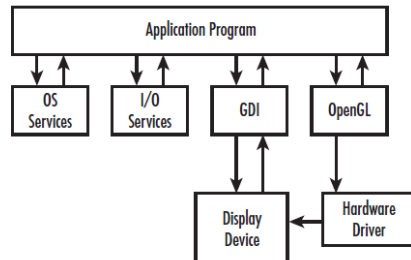 Application Program
OS
Services
I/O
Services
GDI
OpenGL
Display
Device
Hardware
Driver